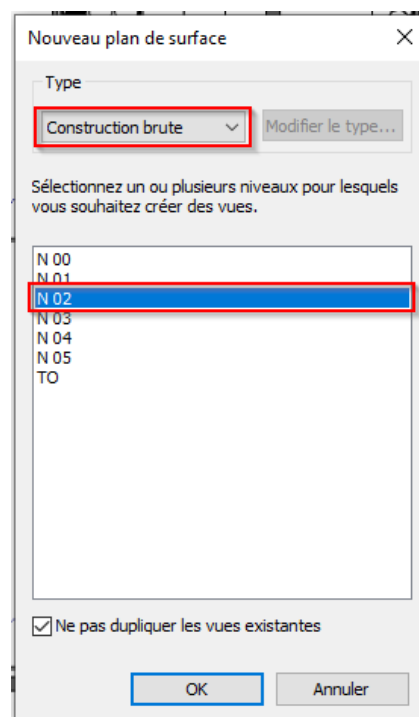 Nouveau plan de surface
Type
Construction brute
Modifier le type...
Sélectionnez un ou plusieurs niveaux pour lesquels
vous souhaitez créer des vues.
N 00
N 01
N 02
N 03
N 04
N 05
TO
Ne pas dupliquer les vues existantes
OK
Annuler